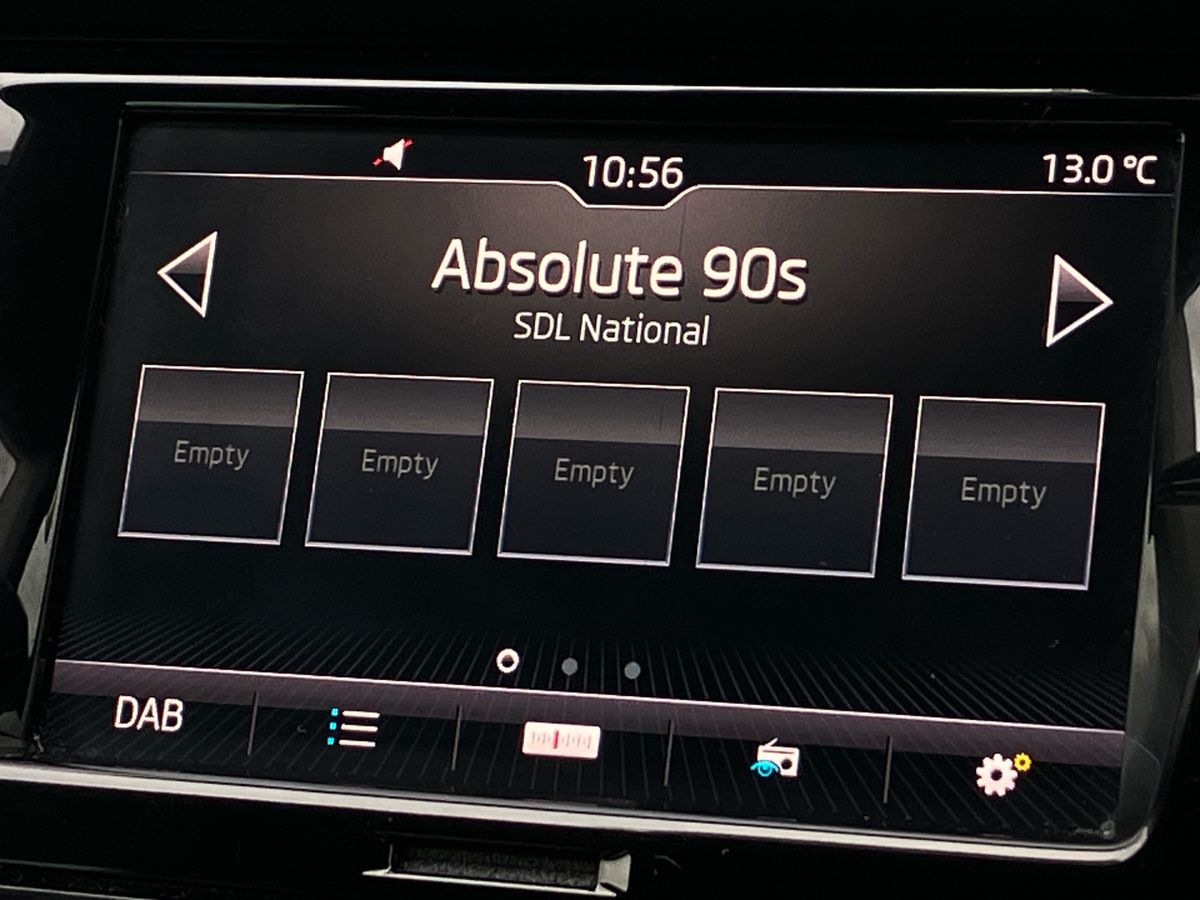 10:56
13.0 °C
Absolute 90s
SDL National
Empty
Empty
Empty
Empty
Empty
DAB